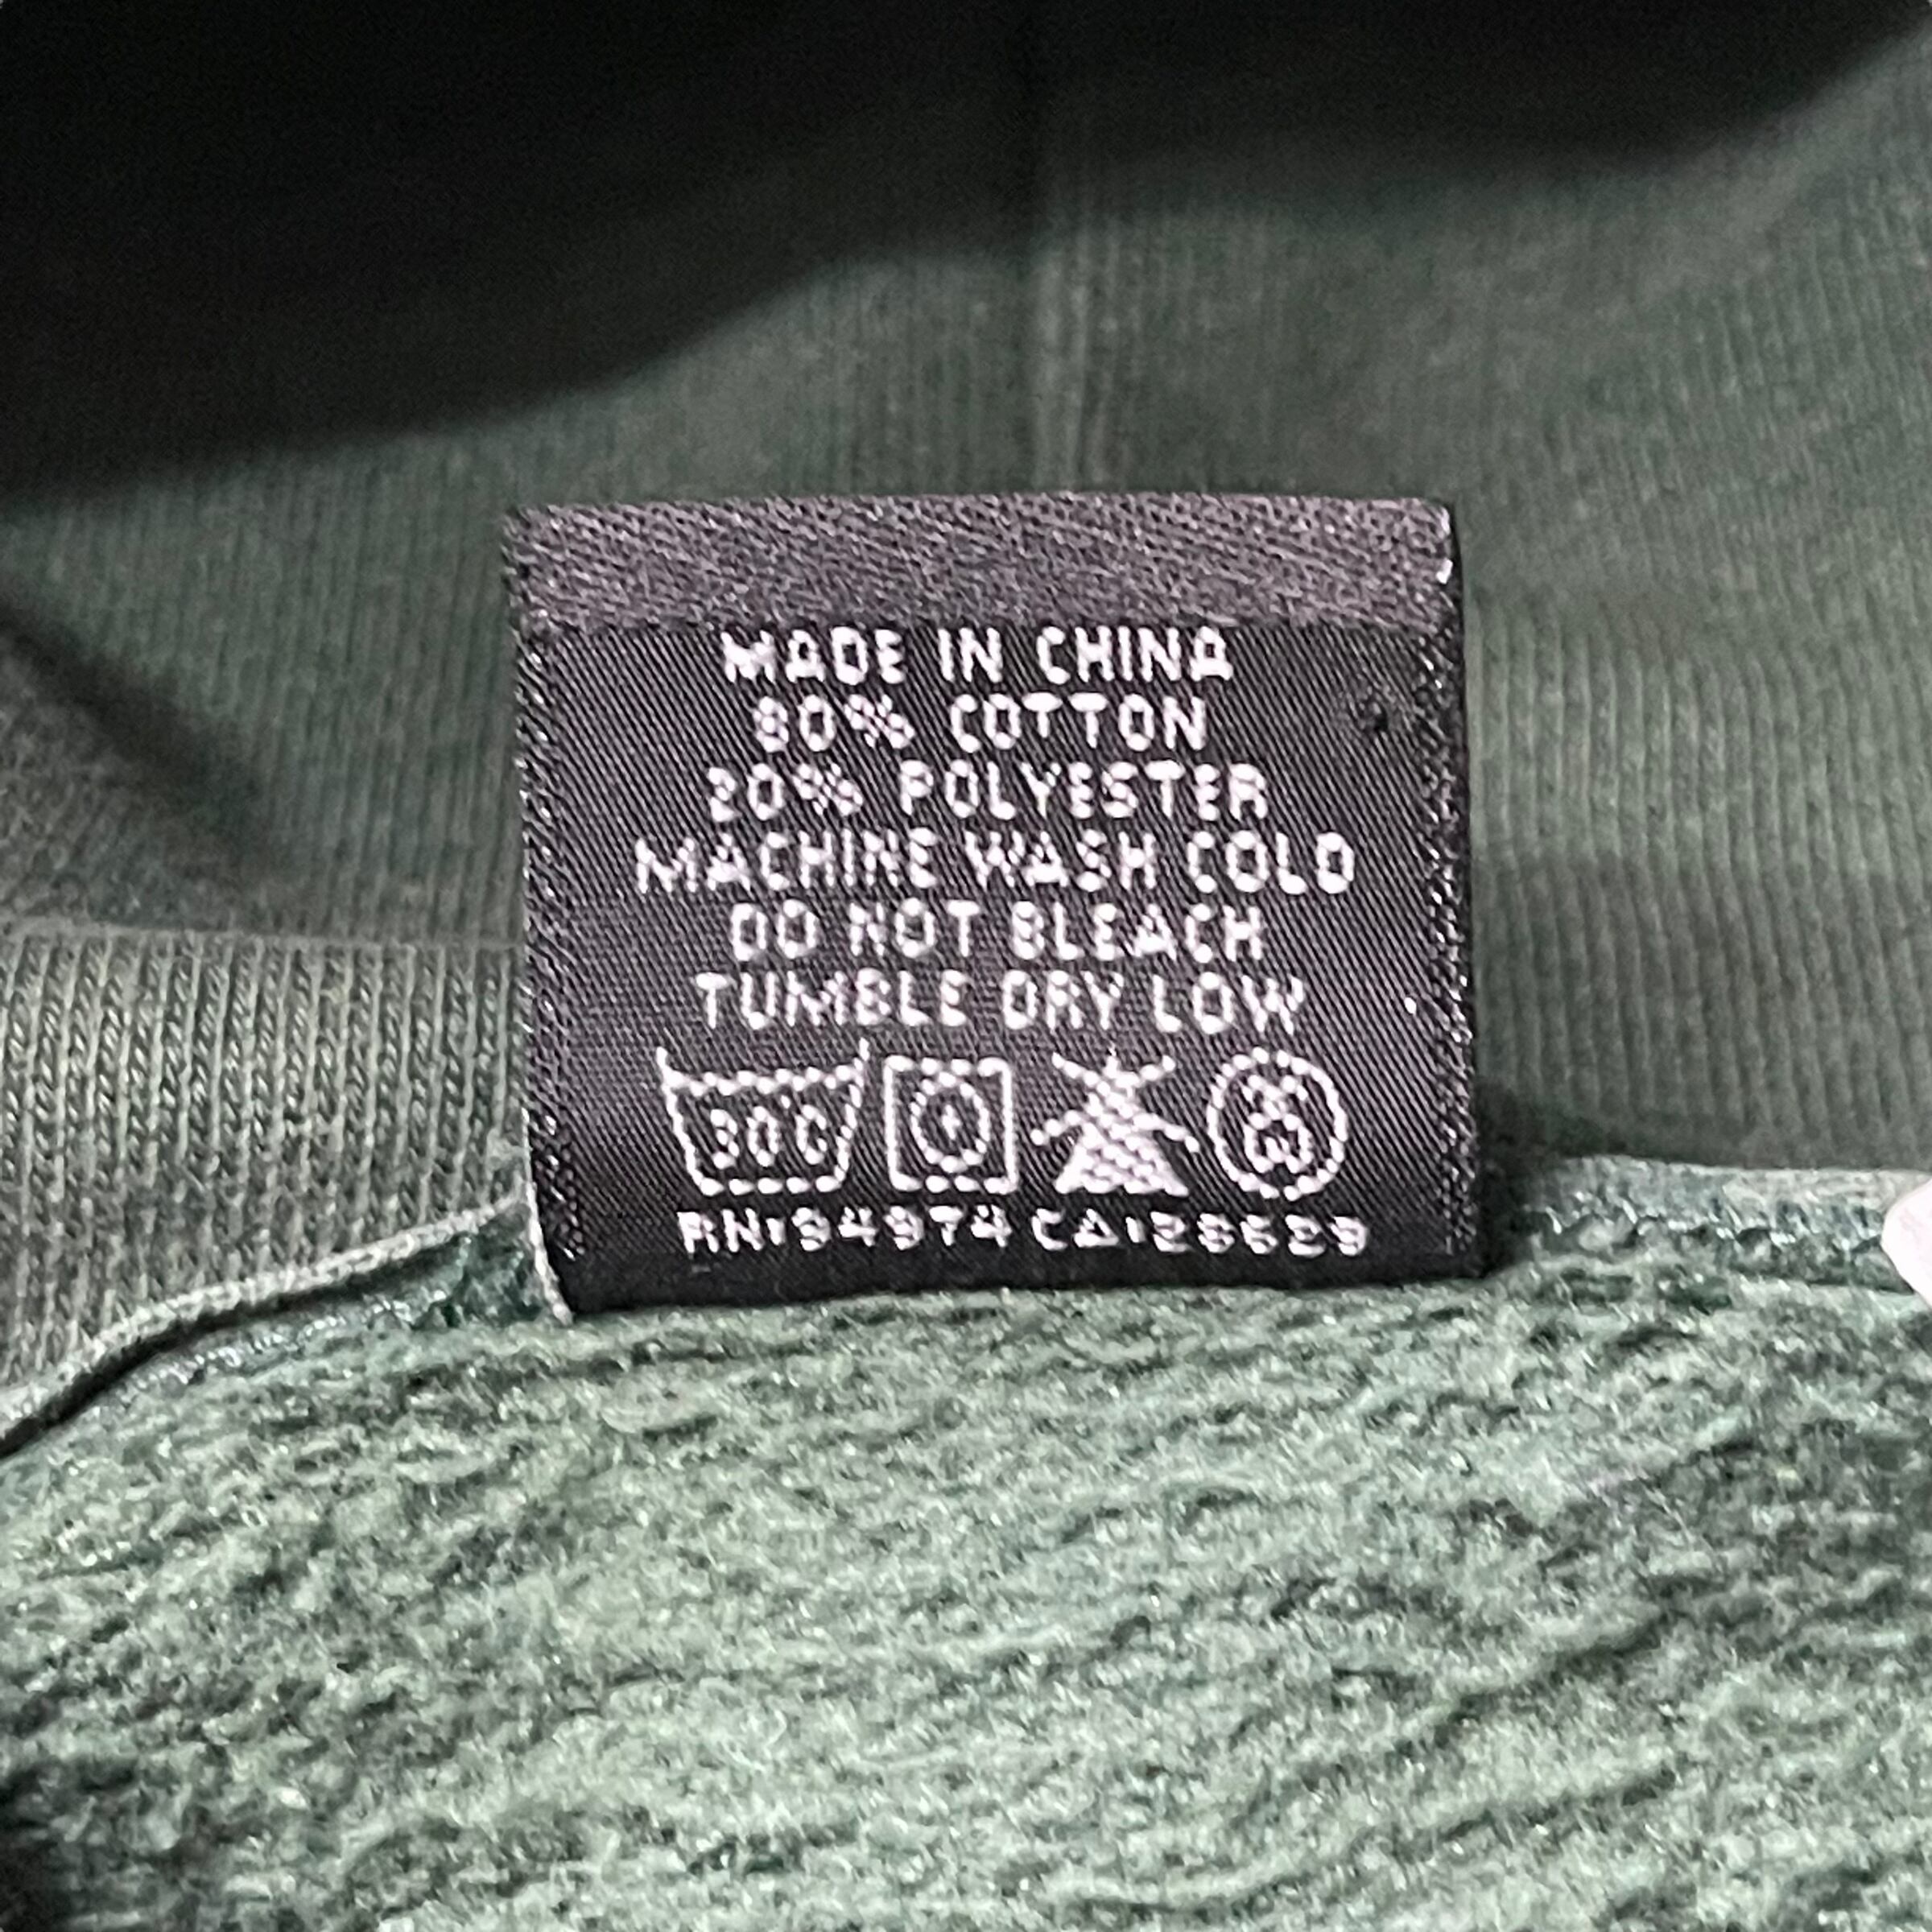 MADE IN CHINA
80% COTTON
20% POLYESTER
MACHINE WASH COLD
DO NOT BLEACH
TUMBLE DRY LOW
30°C
RN:94974 CA:28629